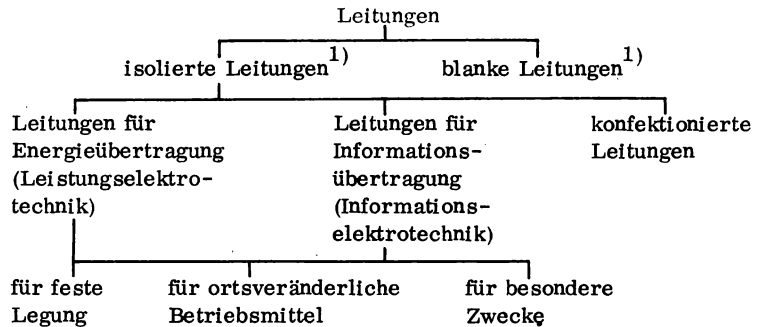 Leitungen
isolierte Leitungen1)
blanke Leitungen1)
Leitungen für
Energieübertragung
(Leistungselektro-
technik)
Leitungen für
Informations-
übertragung
(Informations-
elektrotechnik)
konfektionierte
Leitungen
für feste
Legung
für ortsveränderliche
Betriebsmittel
für besondere
Zwecke